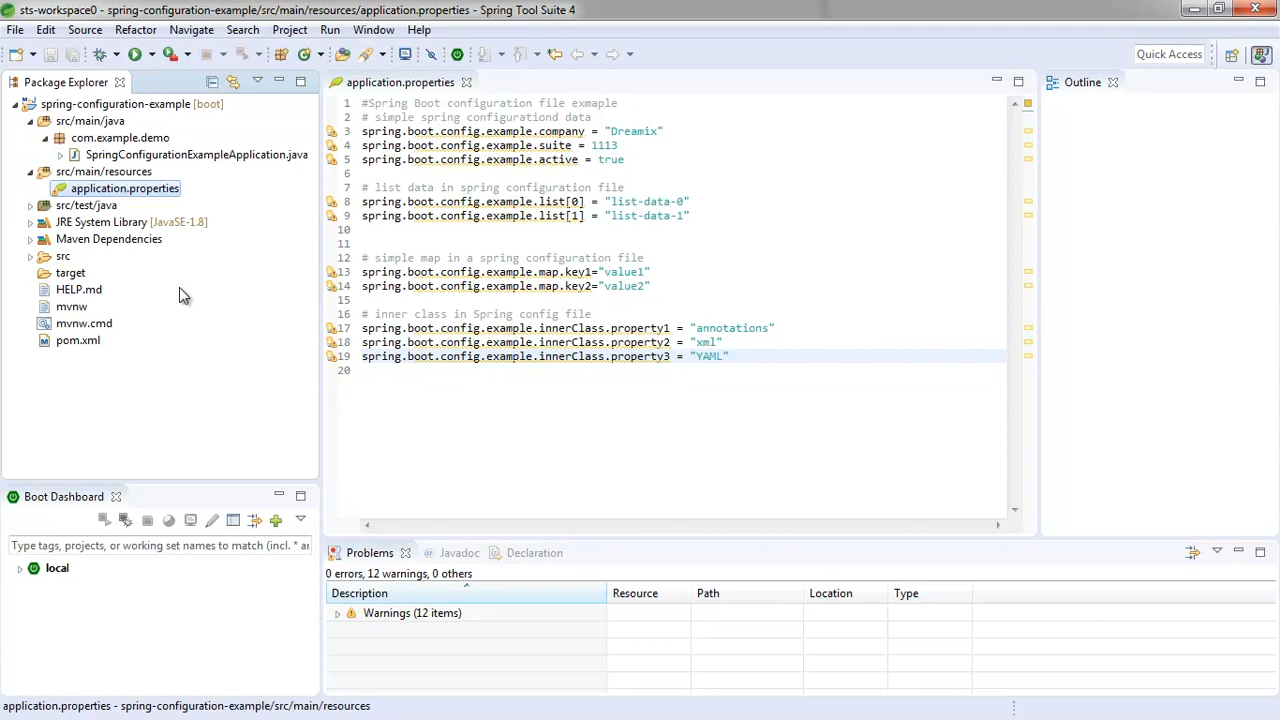 sts-workspace0 - spring-configuration-example/src/main/resources/application.properties - Spring Tool Suite 4
File Edit Source Refactor Navigate Search Project Run Window Help
Quick Access
Package Explorer
spring-configuration-example [boot]
src/main/java
com.example.demo
SpringConfigurationExampleApplication.java
src/main/resources
application.properties
src/test/java
JRE System Library [JavaSE-1.8]
Maven Dependencies
src
target
HELP.md
mvnw
mvnw.cmd
pom.xml
application.properties
1 #Spring Boot configuration file exmaple
2 # simple spring configurationd data
3 spring.boot.config.example.company = "Dreamix"
4 spring.boot.config.example.suite = 1113
5 spring.boot.config.example.active = true
6
7 # list data in spring configuration file
8 spring.boot.config.example.list[0] = "list-data-0"
9 spring.boot.config.example.list[1] = "list-data-1"
10
11
12 # simple map in a spring configuration file
13 spring.boot.config.example.map.key1="value1"
14 spring.boot.config.example.map.key2="value2"
15
16 # inner class in Spring config file
17 spring.boot.config.example.innerClass.property1 = "annotations"
18 spring.boot.config.example.innerClass.property2 = "xml"
19 spring.boot.config.example.innerClass.property3 = "YAML"
20
Outline
Boot Dashboard
Type tags, projects, or working set names to match (incl. * ar
local
Problems Javadoc Declaration
0 errors, 12 warnings, 0 others
Description Resource Path Location Type
Warnings (12 items)
application.properties - spring-configuration-example/src/main/resources